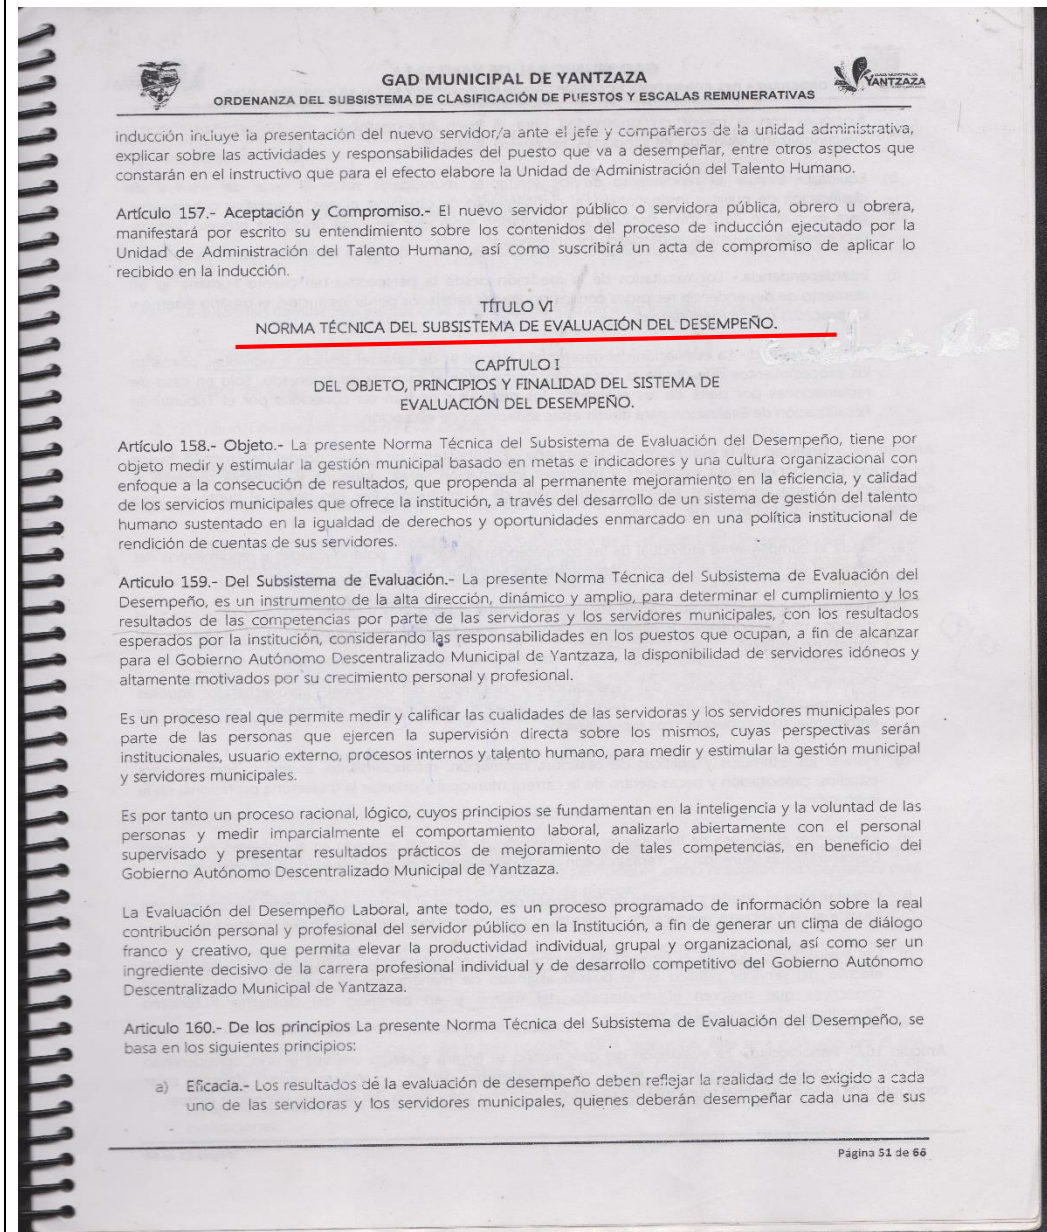 GAD MUNICIPAL DE YANTZAZA
ORDENANZA DEL SUBSISTEMA DE CLASIFICACIÓN DE PUESTOS Y ESCALAS REMUNERATIVAS
YANTZAZA
inducción incluye la presentación del nuevo servidor/a ante el jefe y compañeros de la unidad administrativa,
explicar sobre las actividades y responsabilidades del puesto que va a desempeñar, entre otros aspectos que
constarán en el instructivo que para el efecto elabore la Unidad de Administración del Talento Humano.
Artículo 157.- Aceptación y Compromiso.- El nuevo servidor público o servidora pública, obrero u obrera,
manifestará por escrito su entendimiento sobre los contenidos del proceso de inducción ejecutado por la
Unidad de Administración del Talento Humano, así como suscribirá un acta de compromiso de aplicar lo
recibido en la inducción.
TÍTULO VI
NORMA TÉCNICA DEL SUBSISTEMA DE EVALUACIÓN DEL DESEMPEÑO.
CAPÍTULO I
DEL OBJETO, PRINCIPIOS Y FINALIDAD DEL SISTEMA DE
EVALUACIÓN DEL DESEMPEÑO.
Artículo 158.- Objeto.- La presente Norma Técnica del Subsistema de Evaluación del Desempeño, tiene por
objeto medir y estimular la gestión municipal basado en metas e indicadores y una cultura organizacional con
enfoque a la consecución de resultados, que propenda al permanente mejoramiento en la eficiencia, y calidad
de los servicios municipales que ofrece la institución, a través del desarrollo de un sistema de gestión del talento
humano sustentado en la igualdad de derechos y oportunidades enmarcado en una política institucional de
rendición de cuentas de sus servidores.
Articulo 159.- Del Subsistema de Evaluación.- La presente Norma Técnica del Subsistema de Evaluación del
Desempeño, es un instrumento de la alta dirección, dinámico y amplio, para determinar el cumplimiento y los
resultados de las competencias por parte de las servidoras y los servidores municipales, con los resultados
esperados por la institución, considerando las responsabilidades en los puestos que ocupan, a fin de alcanzar
para el Gobierno Autónomo Descentralizado Municipal de Yantzaza, la disponibilidad de servidores idóneos y
altamente motivados por su crecimiento personal y profesional.
Es un proceso real que permite medir y calificar las cualidades de las servidoras y los servidores municipales por
parte de las personas que ejercen la supervisión directa sobre los mismos, cuyas perspectivas serán
institucionales, usuario externo, procesos internos y talento humano, para medir y estimular la gestión municipal
y servidores municipales.
Es por tanto un proceso racional, lógico, cuyos principios se fundamentan en la inteligencia y la voluntad de las
personas y medir imparcialmente el comportamiento laboral, analizarlo abiertamente con el personal
supervisado y presentar resultados prácticos de mejoramiento de tales competencias, en beneficio del
Gobierno Autónomo Descentralizado Municipal de Yantzaza.
La Evaluación del Desempeño Laboral, ante todo, es un proceso programado de información sobre la real
contribución personal y profesional del servidor público en la Institución, a fin de generar un clima de diálogo
franco y creativo, que permita elevar la productividad individual, grupal y organizacional, así como ser un
ingrediente decisivo de la carrera profesional individual y de desarrollo competitivo del Gobierno Autónomo
Descentralizado Municipal de Yantzaza.
Articulo 160.- De los principios La presente Norma Técnica del Subsistema de Evaluación del Desempeño, se
basa en los siguientes principios:
a) Eficacia.- Los resultados de la evaluación de desempeño deben reflejar la realidad de lo exigido a cada
uno de las servidoras y los servidores municipales, quienes deberán desempeñar cada una de sus
Página 51 de 66